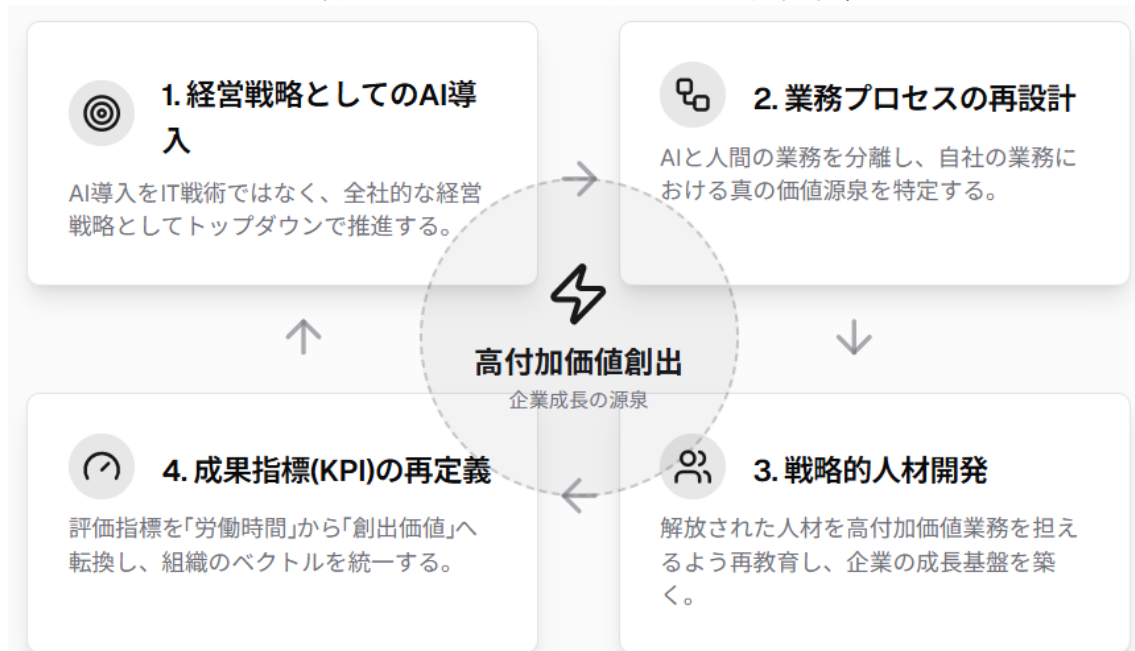 1. 経営戦略としてのAI導
入
AI導入をIT戦術ではなく、全社的な経営
戦略としてトップダウンで推進する。
2. 業務プロセスの再設計
AIと人間の業務を分離し、自社の業務に
おける真の価値源泉を特定する。
高付加価値創出
企業成長の源泉
4. 成果指標(KPI)の再定義
評価指標を「労働時間」から「創出価値」へ
転換し、組織のベクトルを統一する。
3. 戦略的人材開発
解放された人材を高付加価値業務を担え
るよう再教育し、企業の成長基盤を築
く。